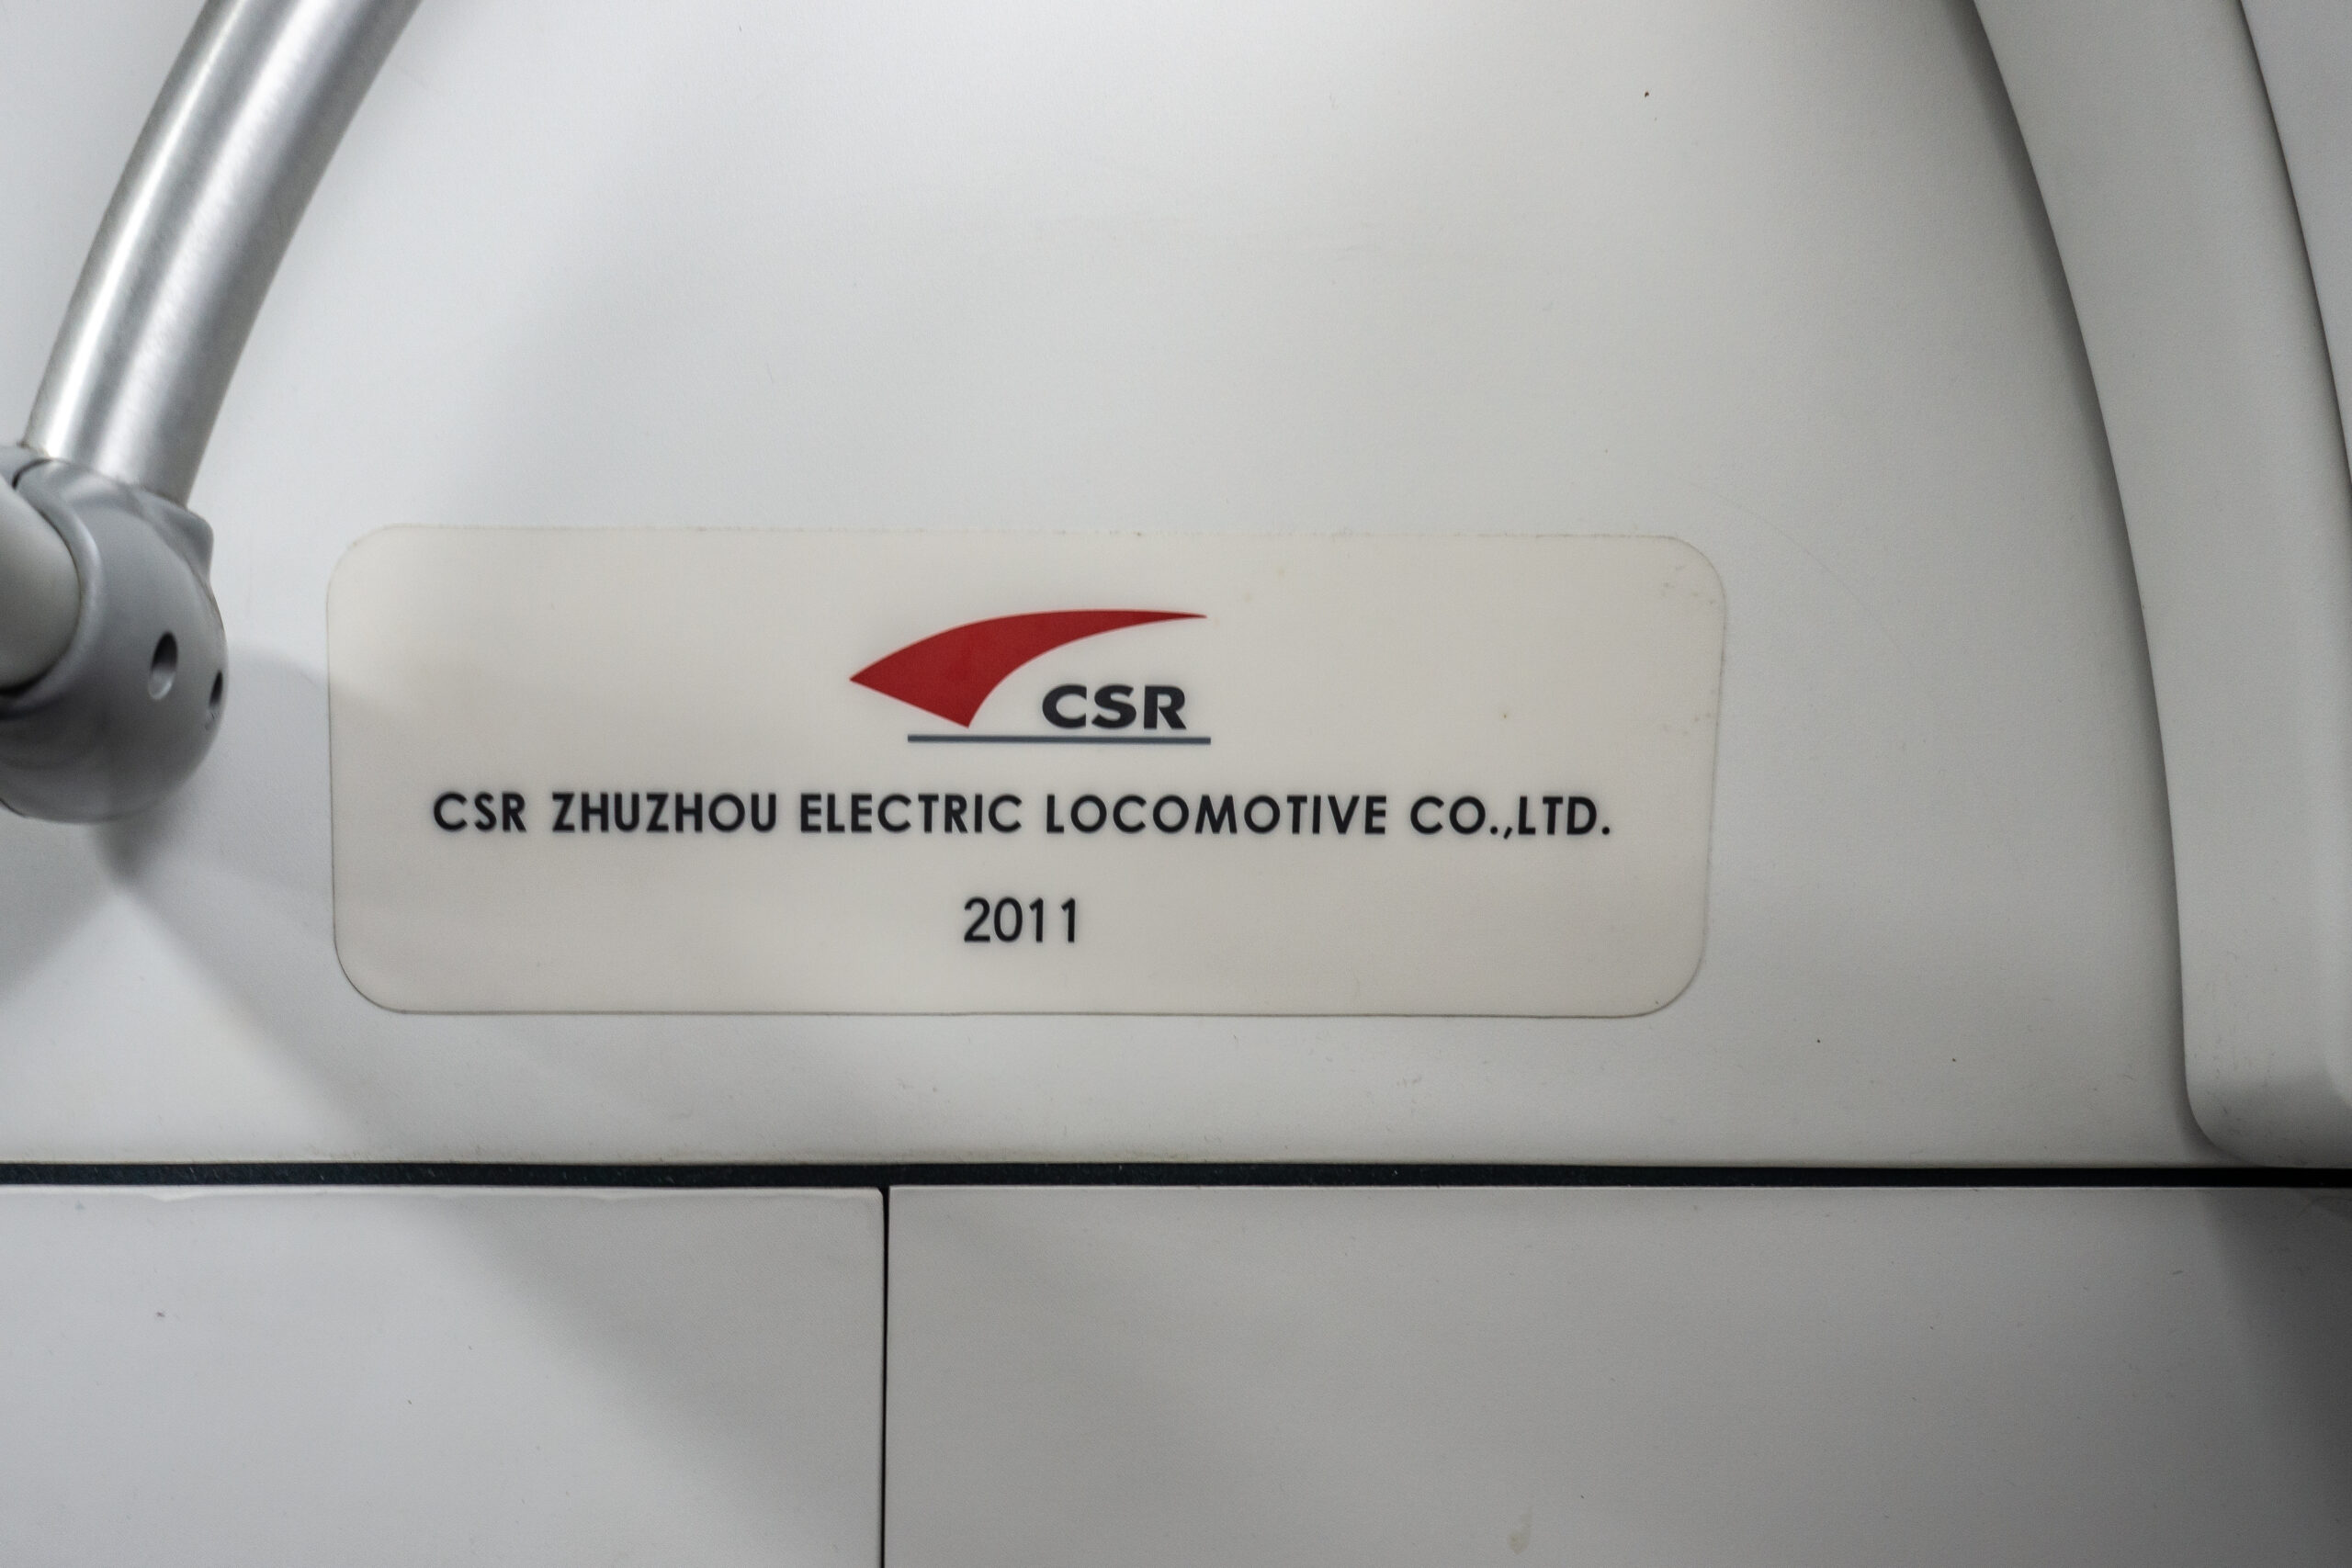 CSR
CSR ZHUZHOU ELECTRIC LOCOMOTIVE CO.,LTD.
2011